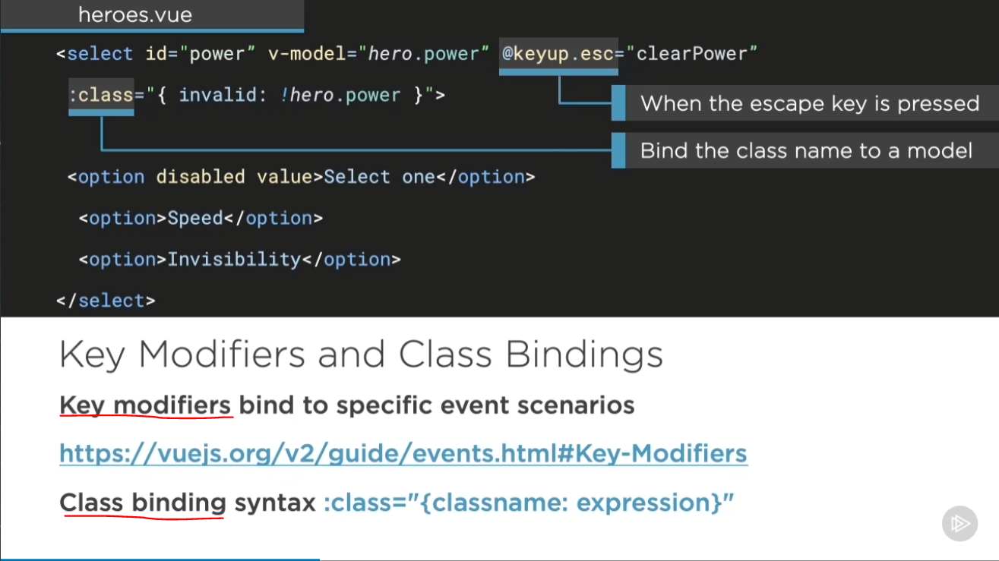 heroes.vue
<select id="power” v-model="hero.power” @keyup.esc="clearPower”
:class="{ invalid: !hero.power }">
When the escape key is pressed
Bind the class name to a model
<option disabled value>Select one</option>
<option>Speed</option>
<option>Invisibility</option>
</select>
Key Modifiers and Class Bindings
Key modifiers bind to specific event scenarios
https://vuejs.org/v2/guide/events.html#Key-Modifiers
Class binding syntax :class="{classname: expression}"